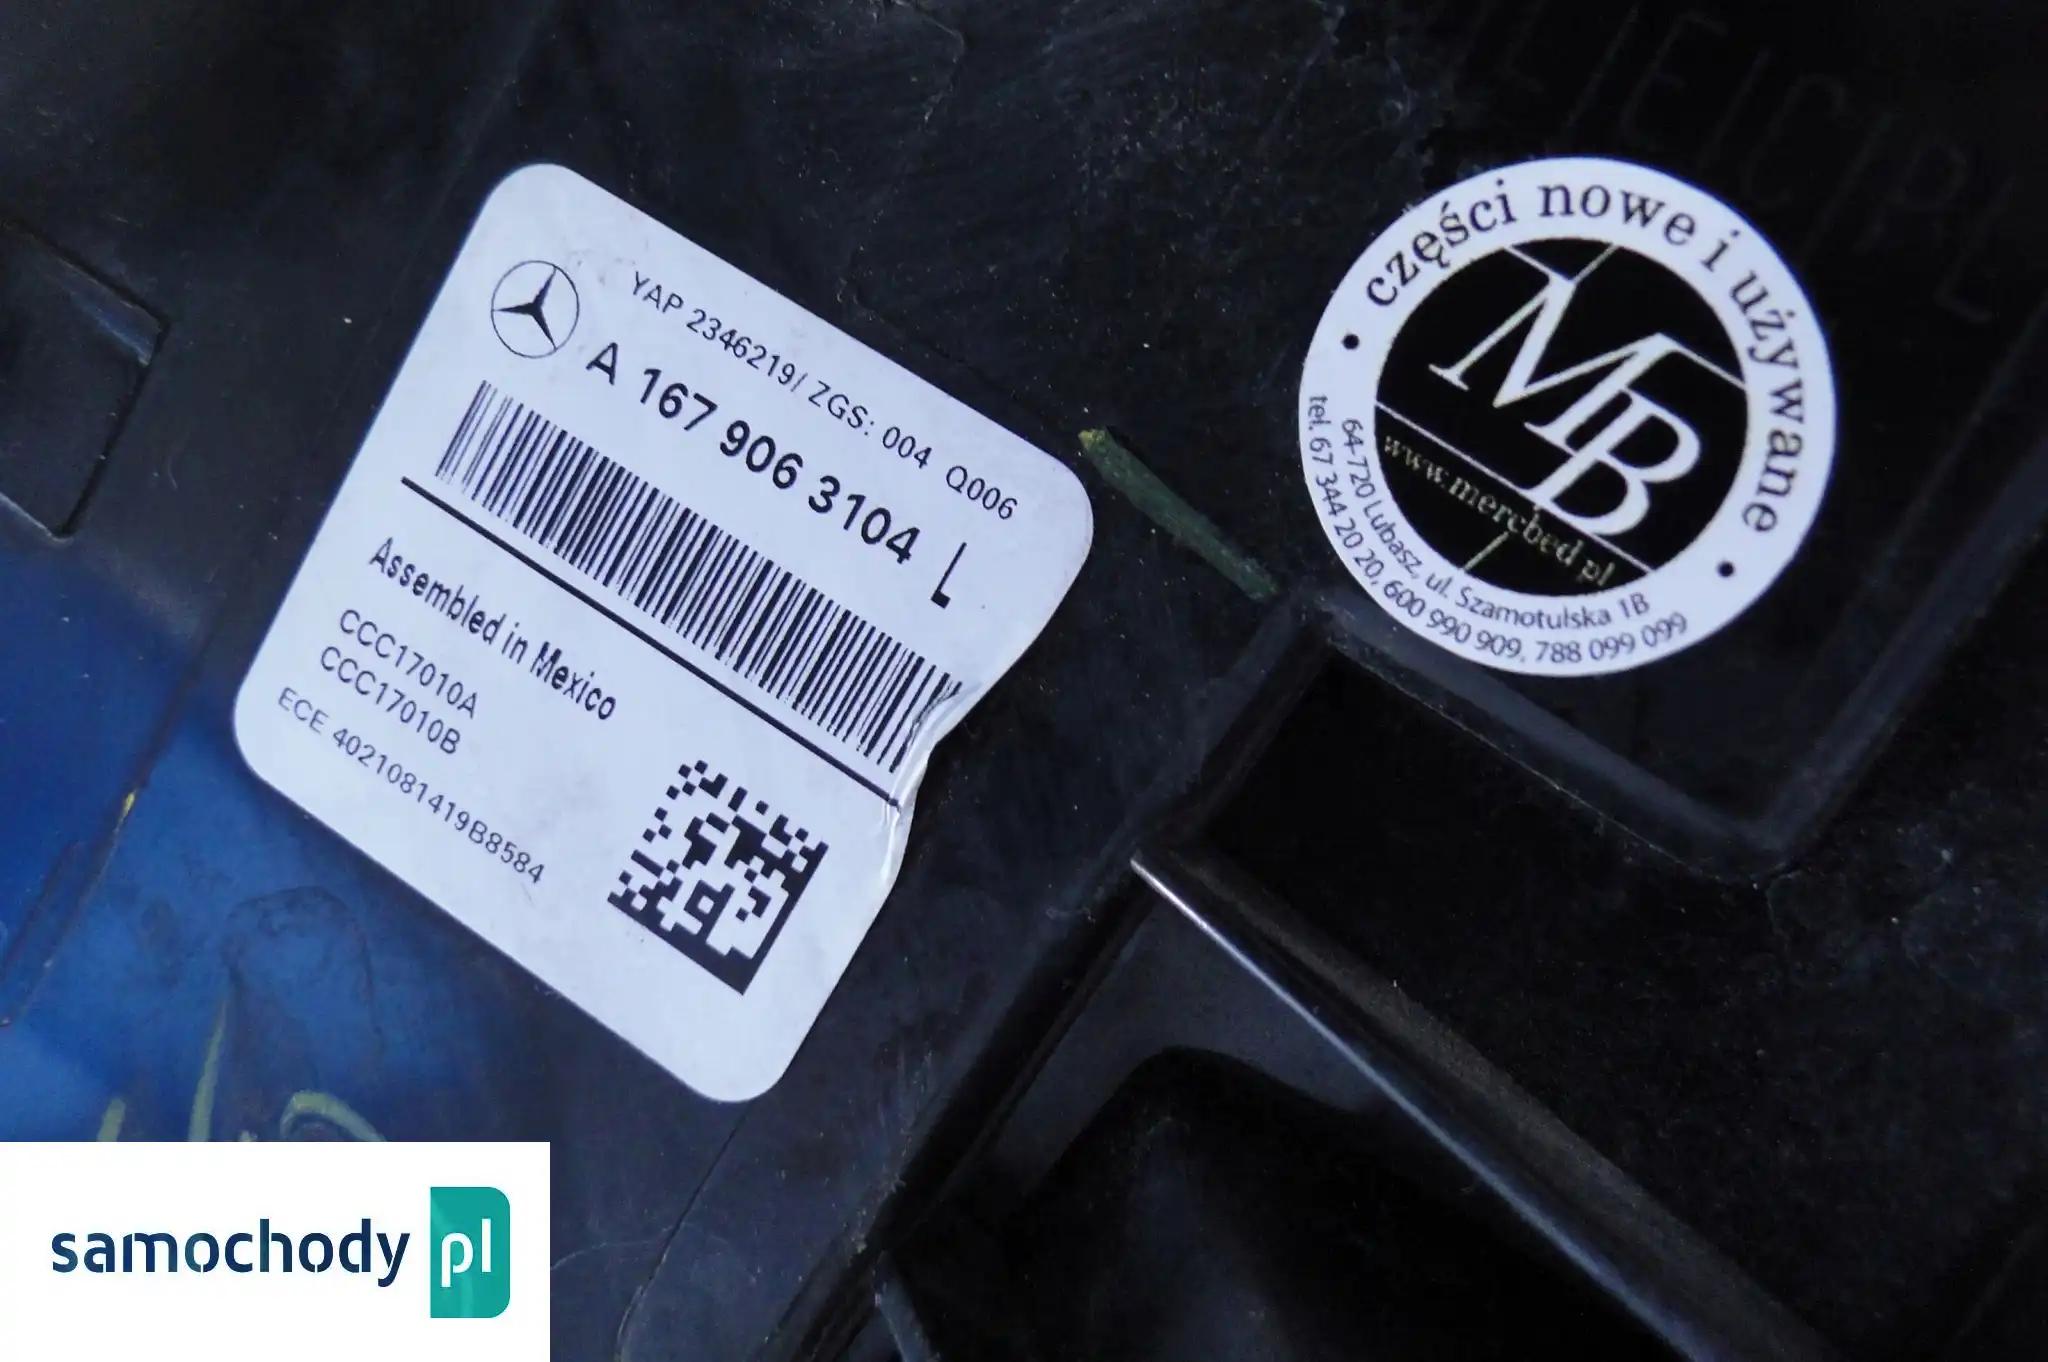 YAP 2346219/ ZGS: 004 Q006
A 167 906 3104 L
Assembled in Mexico
CCC17010A
CCC17010B
ECE 4021081419B8584
części nowe i używane
MB
www.mercbed.pl
64-720 Lubasz, ul. Szamotulska 1B
tel. 67 344 20 20, 600 990 909, 788 099 099
samochody pl